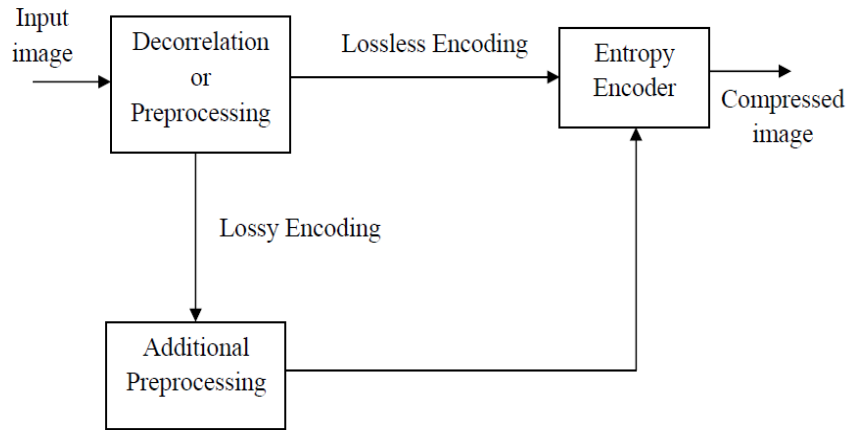 Input
image
Decorrelation
or
Preprocessing
Lossless Encoding
Entropy
Encoder
Compressed
image
Lossy Encoding
Additional
Preprocessing